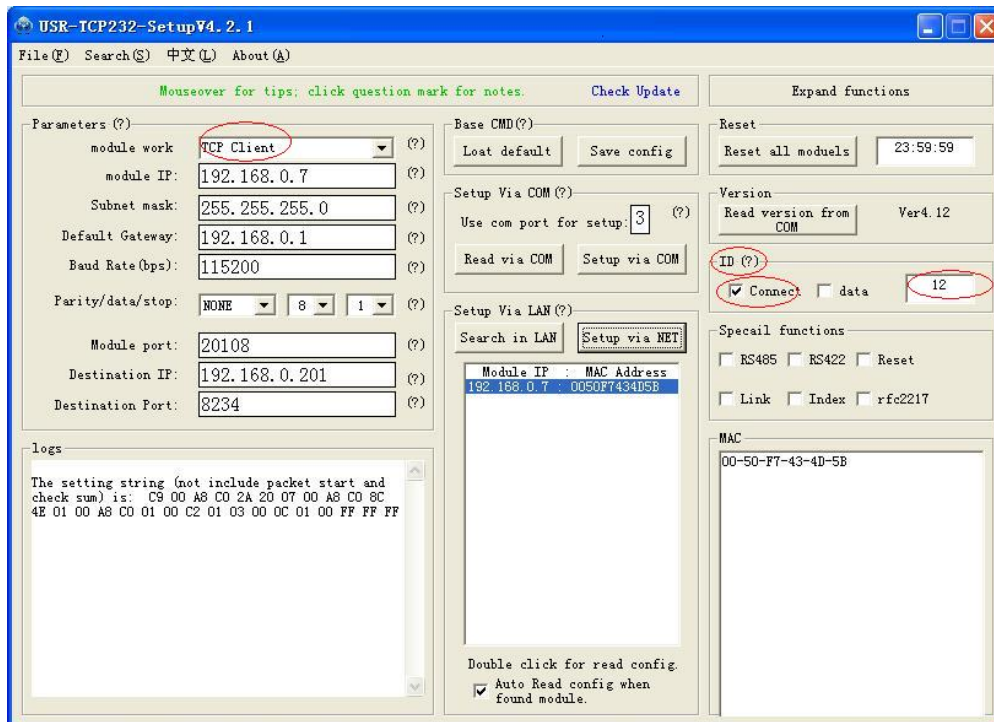 USR-TCP232-SetupV4.2.1
File(F) Search(S) 中文(L) About(A)
Mouseover for tips; click question mark for notes. Check Update
Expand functions
Parameters (?)
module work TCP Client (?)
module IP: 192.168.0.7 (?)
Subnet mask: 255.255.255.0 (?)
Default Gateway: 192.168.0.1 (?)
Baud Rate(bps): 115200 (?)
Parity/data/stop: NONE 8 1 (?)
Module port: 20108 (?)
Destination IP: 192.168.0.201 (?)
Destination Port: 8234 (?)
logs
The setting string (not include packet start and
check sum) is: C9 00 A8 C0 2A 20 07 00 A8 C0 8C
4E 01 00 A8 C0 01 00 C2 01 03 00 0C 01 00 FF FF FF
Base CMD(?)
Loat default Save config
Setup Via COM (?)
Use com port for setup: 3 (?)
Read via COM Setup via COM
Setup Via LAN(?)
Search in LAN Setup via NET
Module IP : MAC Address
192.168.0.7 : 0050F7434D5B
Double click for read config.
Auto Read config when
found module.
Reset
Reset all moduels 23:59:59
Version
Read version from
COM
Ver4.12
ID (?)
Connect data 12
Specail functions
RS485 RS422 Reset
Link Index rfc2217
MAC
00-50-F7-43-4D-5B